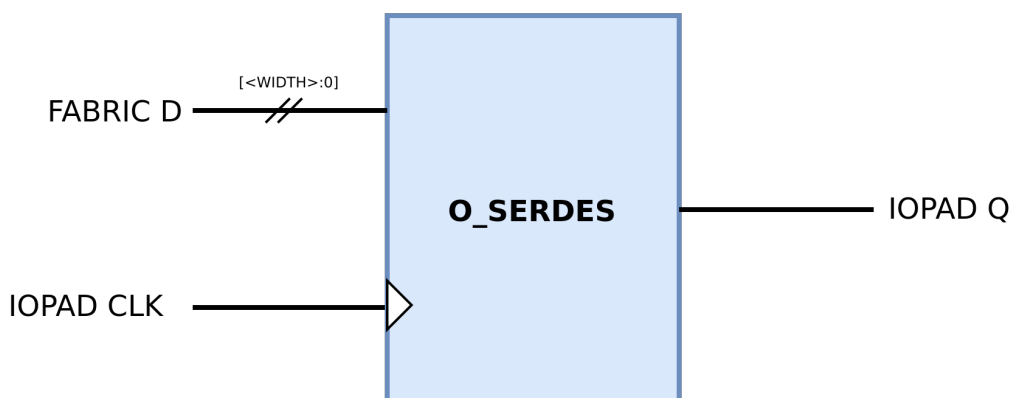 [<WIDTH>:0]
FABRIC D
O_SERDES
IOPAD Q
IOPAD CLK